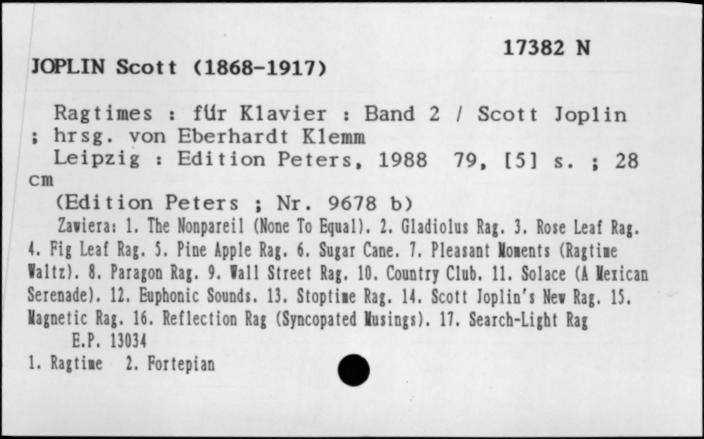 17382 N
JOPLIN Scott (1868-1917)
Ragtimes : für Klavier : Band 2 / Scott Joplin
; hrsg. von Eberhardt Klemm
Leipzig : Edition Peters, 1988 79, [5] s. ; 28
cm
(Edition Peters ; Nr. 9678 b)
Zawiera: 1. The Nonpareil (None To Equal). 2. Gladiolus Rag. 3. Rose Leaf Rag.
4. Fig Leaf Rag. 5. Pine Apple Rag. 6. Sugar Cane. 7. Pleasant Moments (Ragtime
Waltz). 8. Paragon Rag. 9. Wall Street Rag. 10. Country Club. 11. Solace (A Mexican
Serenade). 12. Euphonic Sounds. 13. Stoptime Rag. 14. Scott Joplin's New Rag. 15.
Magnetic Rag. 16. Reflection Rag (Syncopated Musings). 17. Search-Light Rag
E.P. 13034
1. Ragtime 2. Fortepian